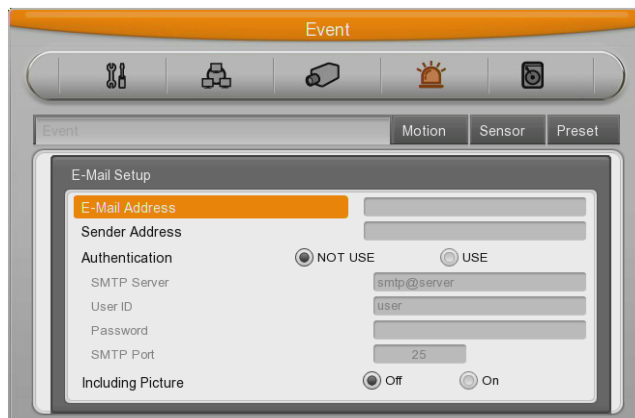 Event
Event Motion Sensor Preset
E-Mail Setup
E-Mail Address
Sender Address
Authentication NOT USE USE
SMTP Server smtp@server
User ID user
Password
SMTP Port 25
Including Picture Off On